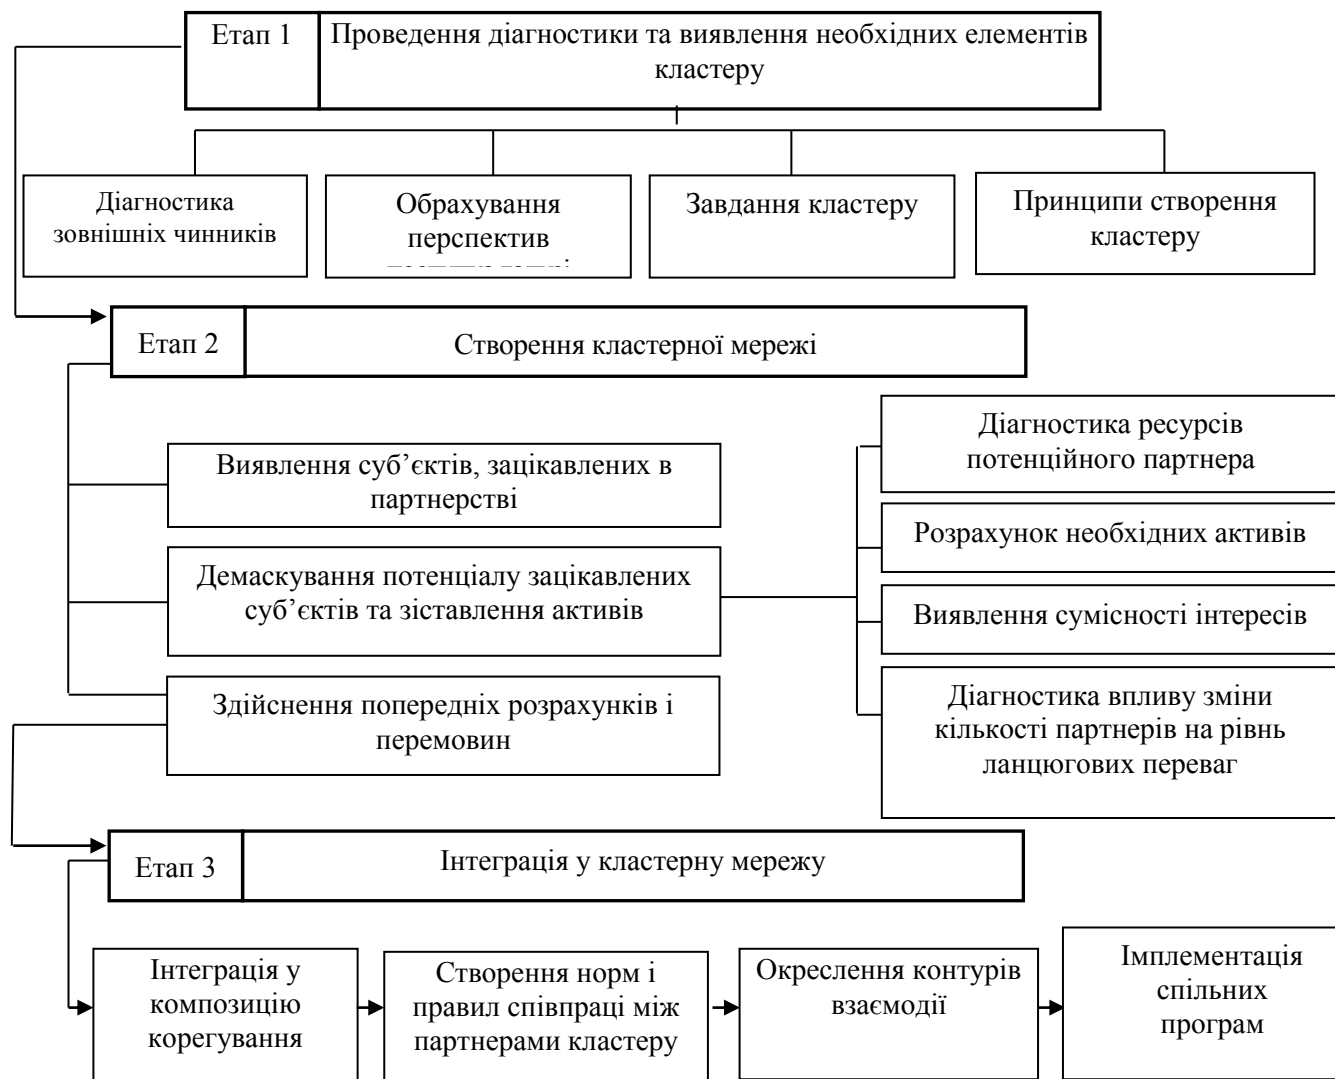 Етап 1
Проведення діагностики та виявлення необхідних елементів
кластеру
Діагностика
зовнішніх чинників
Обрахування
перспектив
Завдання кластеру
Принципи створення
кластеру
Етап 2
Створення кластерної мережі
Виявлення суб’єктів, зацікавлених в
партнерстві
Демаскування потенціалу зацікавлених
суб’єктів та зіставлення активів
Здійснення попередніх розрахунків і
перемовин
Діагностика ресурсів
потенційного партнера
Розрахунок необхідних активів
Виявлення сумісності інтересів
Діагностика впливу зміни
кількості партнерів на рівнь
ланцюгових переваг
Етап 3
Інтеграція у кластерну мережу
Інтеграція у
композицію
корегування
Створення норм і
правил співпраці між
партнерами кластеру
Окреслення контурів
взаємодії
Імплементація
спільних
програм